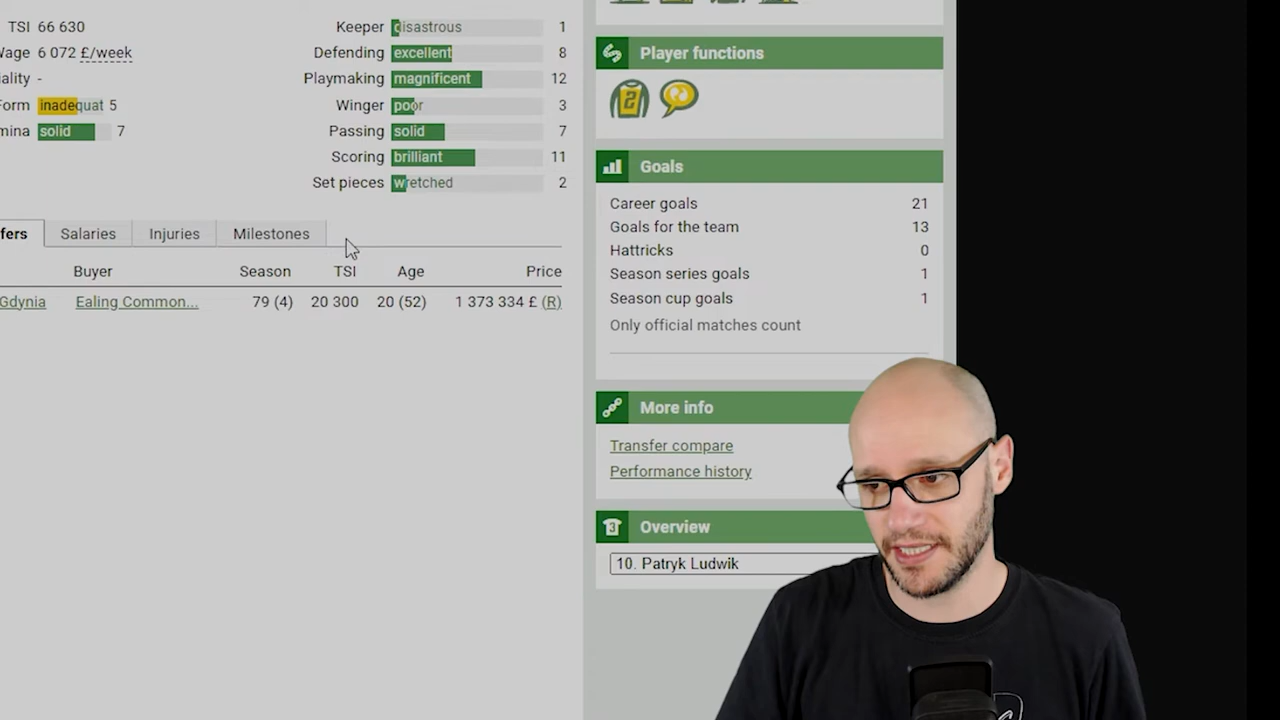 TSI 66 630
Wage 6 072 £/week
iality -
Form inadequat 5
mina solid 7
Keeper disastrous 1
Defending excellent 8
Playmaking magnificent 12
Winger poor 3
Passing solid 7
Scoring brilliant 11
Set pieces wretched 2
fers Salaries Injuries Milestones
Buyer Season TSI Age Price
Gdynia Ealing Common... 79 (4) 20 300 20 (52) 1 373 334 £ (R)
Player functions
2
Goals
Career goals 21
Goals for the team 13
Hattricks 0
Season series goals 1
Season cup goals 1
Only official matches count
More info
Transfer compare
Performance history
3 Overview
10. Patryk Ludwik